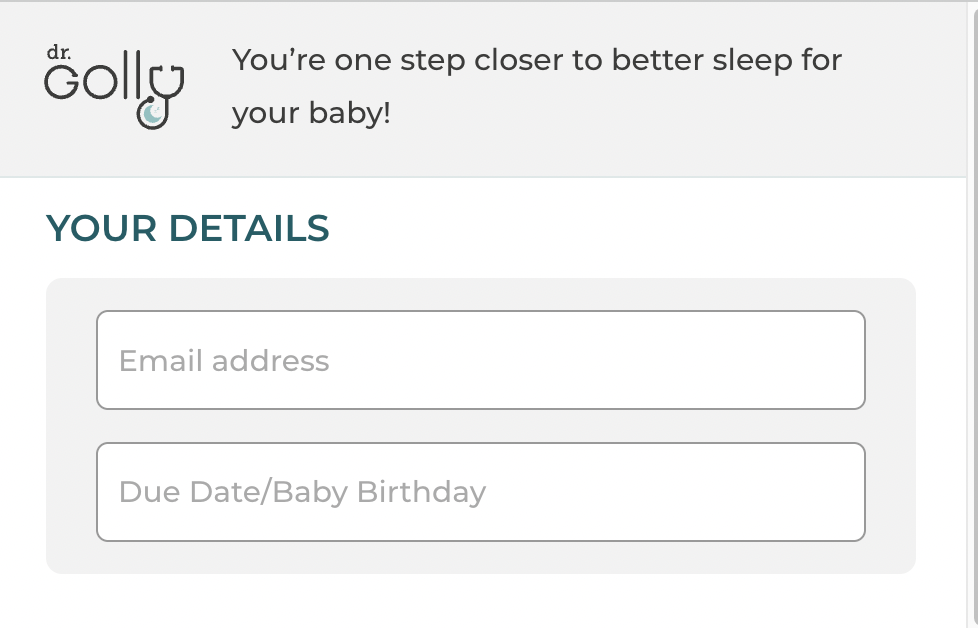 dr.
Golly
You’re one step closer to better sleep for
your baby!
YOUR DETAILS
Email address
Due Date/Baby Birthday